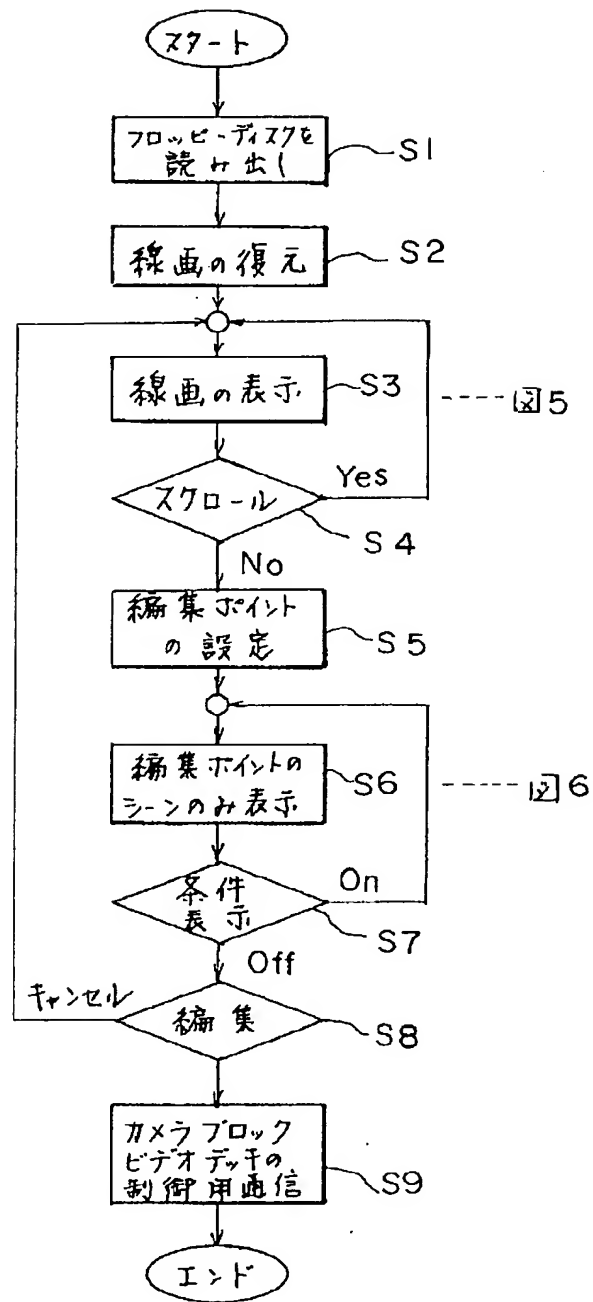 スタート
フロッピーディスクを
読み出し
S1
線画の復元
S2
線画の表示
S3
図5
スクロール
Yes
S4
No
編集ポイント
の設定
S5
編集ポイントの
シーンのみ表示
S6
図6
条件
表示
On
S7
Off
キャンセル
編集
S8
カメラブロック
ビデオデッキの
制御用通信
S9
エンド